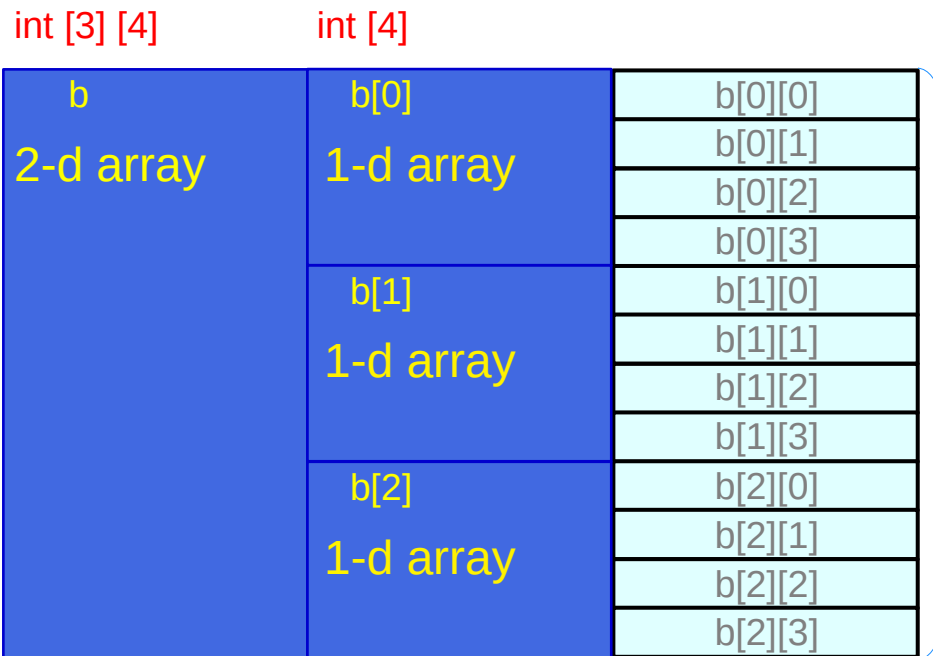 int [3] [4]
int [4]
b
2-d array
b[0]
1-d array
b[0][0]
b[0][1]
b[0][2]
b[0][3]
b[1]
1-d array
b[1][0]
b[1][1]
b[1][2]
b[1][3]
b[2]
1-d array
b[2][0]
b[2][1]
b[2][2]
b[2][3]